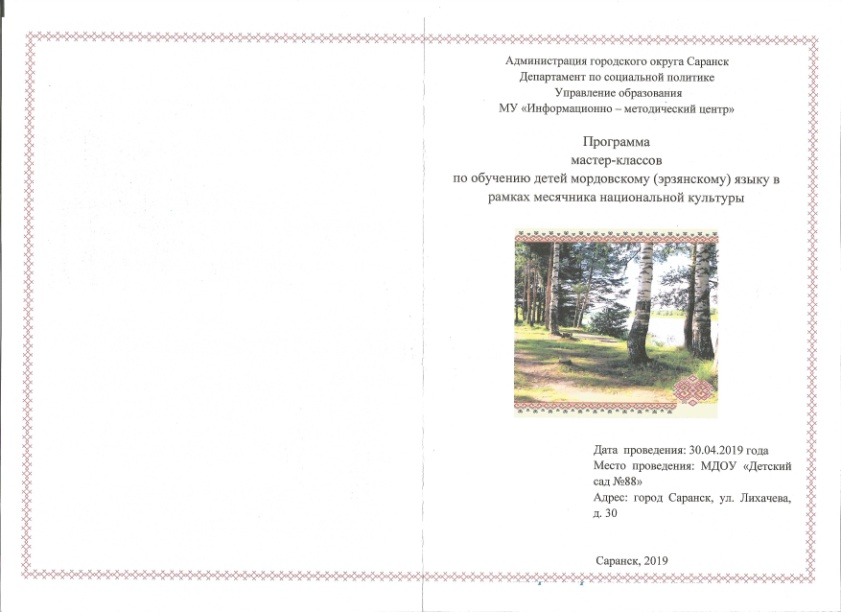 Администрация городского округа Саранск
Департамент по социальной политике
Управление образования
МУ «Информационно – методический центр»
Программа
мастер-классов
по обучению детей мордовскому (эрзянскому) языку в
рамках месячника национальной культуры
Дата проведения: 30.04.2019 года
Место проведения: МДОУ «Детский
сад №88»
Адрес: город Саранск, ул. Лихачева,
д. 30
Саранск, 2019